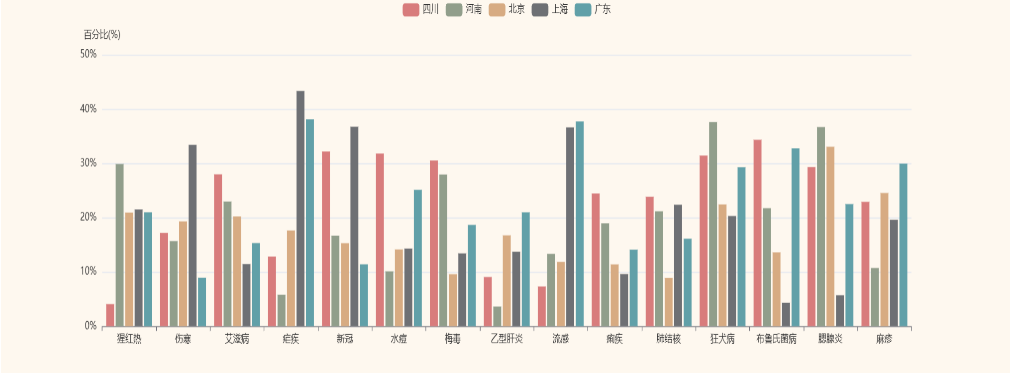 四川 河南 北京 上海 广东
百分比(%)
50%
40%
30%
20%
10%
0%
猩红热 伤寒 艾滋病 疟疾 新冠 水痘 梅毒 乙型肝炎 流感 痢疾 肺结核 狂犬病 布鲁氏菌病 腮腺炎 麻疹